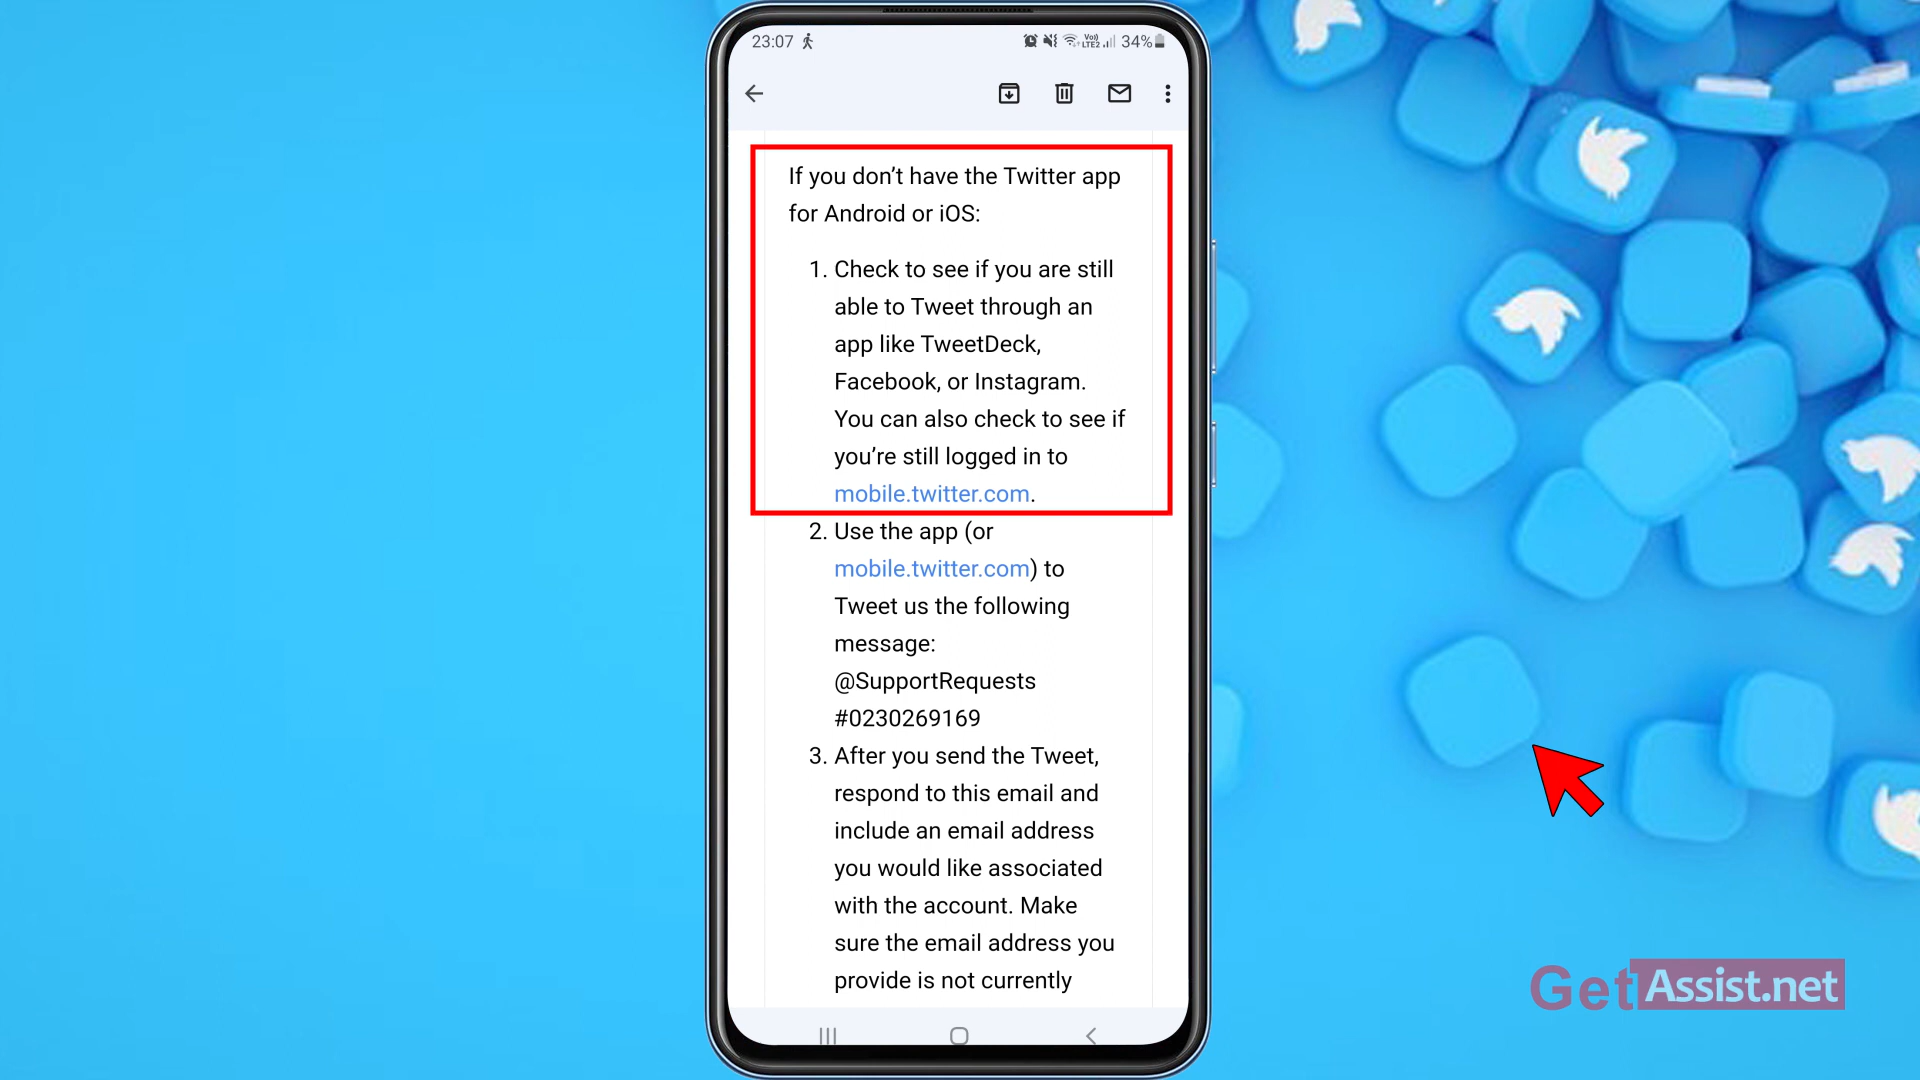 23:07
Vo)) LTE2 34%
If you don’t have the Twitter app
for Android or iOS:
1. Check to see if you are still
able to Tweet through an
app like TweetDeck,
Facebook, or Instagram.
You can also check to see if
you’re still logged in to
mobile.twitter.com.
2. Use the app (or
mobile.twitter.com) to
Tweet us the following
message:
@SupportRequests
#0230269169
3. After you send the Tweet,
respond to this email and
include an email address
you would like associated
with the account. Make
sure the email address you
provide is not currently
GetAssist.net